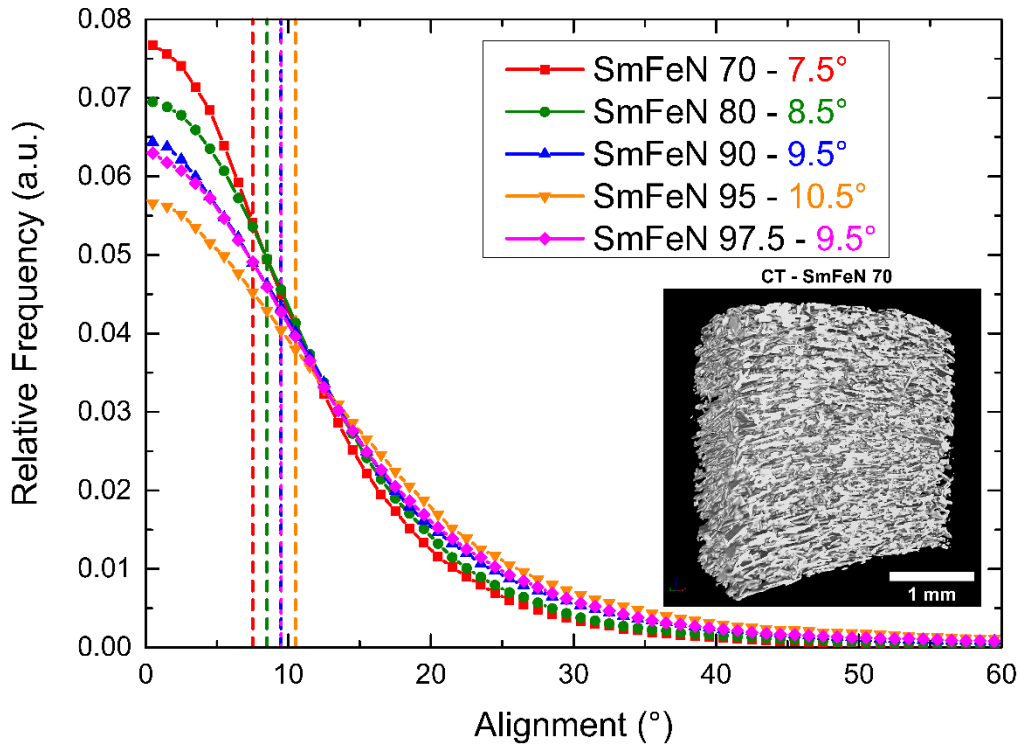 0.08
0.07
0.06
0.05
0.04
0.03
0.02
0.01
0.00
Relative Frequency (a.u.)
SmFeN 70 - 7.5°
SmFeN 80 - 8.5°
SmFeN 90 - 9.5°
SmFeN 95 - 10.5°
SmFeN 97.5 - 9.5°
CT - SmFeN 70
1 mm
0 10 20 30 40 50 60
Alignment (°)